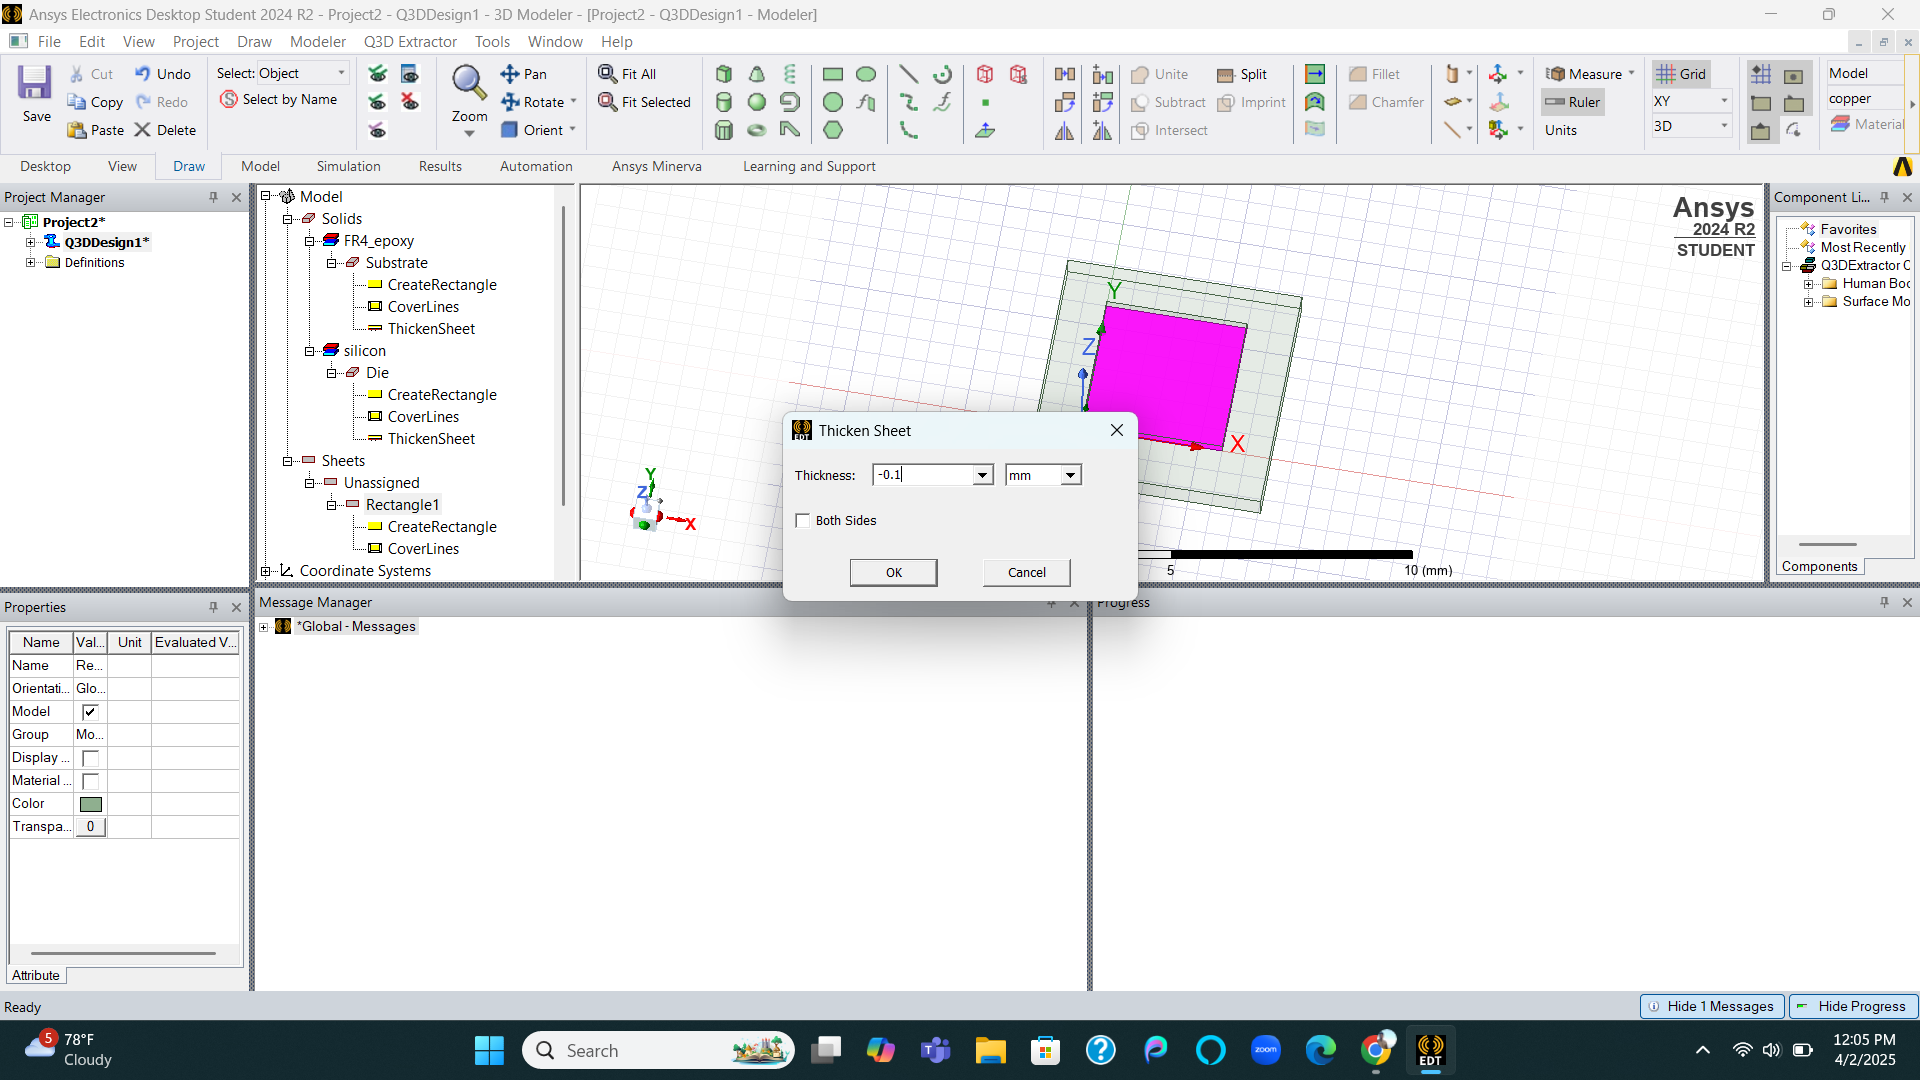 Ansys Electronics Desktop Student 2024 R2 - Project2 - Q3DDesign1 - 3D Modeler - [Project2 - Q3DDesign1 - Modeler]
File Edit View Project Draw Modeler Q3D Extractor Tools Window Help
Save
Cut
Copy
Paste
Undo
Redo
Delete
Select: Object
Select by Name
Zoom
Pan
Rotate
Orient
Fit All
Fit Selected
Unite
Subtract
Intersect
Split
Imprint
Fillet
Chamfer
Measure
Ruler
Units
Grid
XY
3D
Model
copper
Material
Desktop View Draw Model Simulation Results Automation Ansys Minerva Learning and Support
Project Manager
Project2*
Q3DDesign1*
Definitions
Model
Solids
FR4_epoxy
Substrate
CreateRectangle
CoverLines
ThickenSheet
silicon
Die
CreateRectangle
CoverLines
ThickenSheet
Sheets
Unassigned
Rectangle1
CreateRectangle
CoverLines
Coordinate Systems
Ansys
2024 R2
STUDENT
Y
Z
X
Y
Z
X
5
10 (mm)
Thicken Sheet
EDT
Thickness: -0.1 mm
Both Sides
OK Cancel
Component Li...
Favorites
Most Recently
Q3DExtractor C
Human Boc
Surface Mo
Components
Properties
Name Val... Unit Evaluated V...
Name Re...
Orientati... Glo...
Model
Group Mo...
Display ...
Material ...
Color
Transpa... 0
Attribute
Message Manager
*Global - Messages
Progress
Ready
Hide 1 Messages Hide Progress
5
78°F
Cloudy
Search
zoom
EDT
12:05 PM
4/2/2025